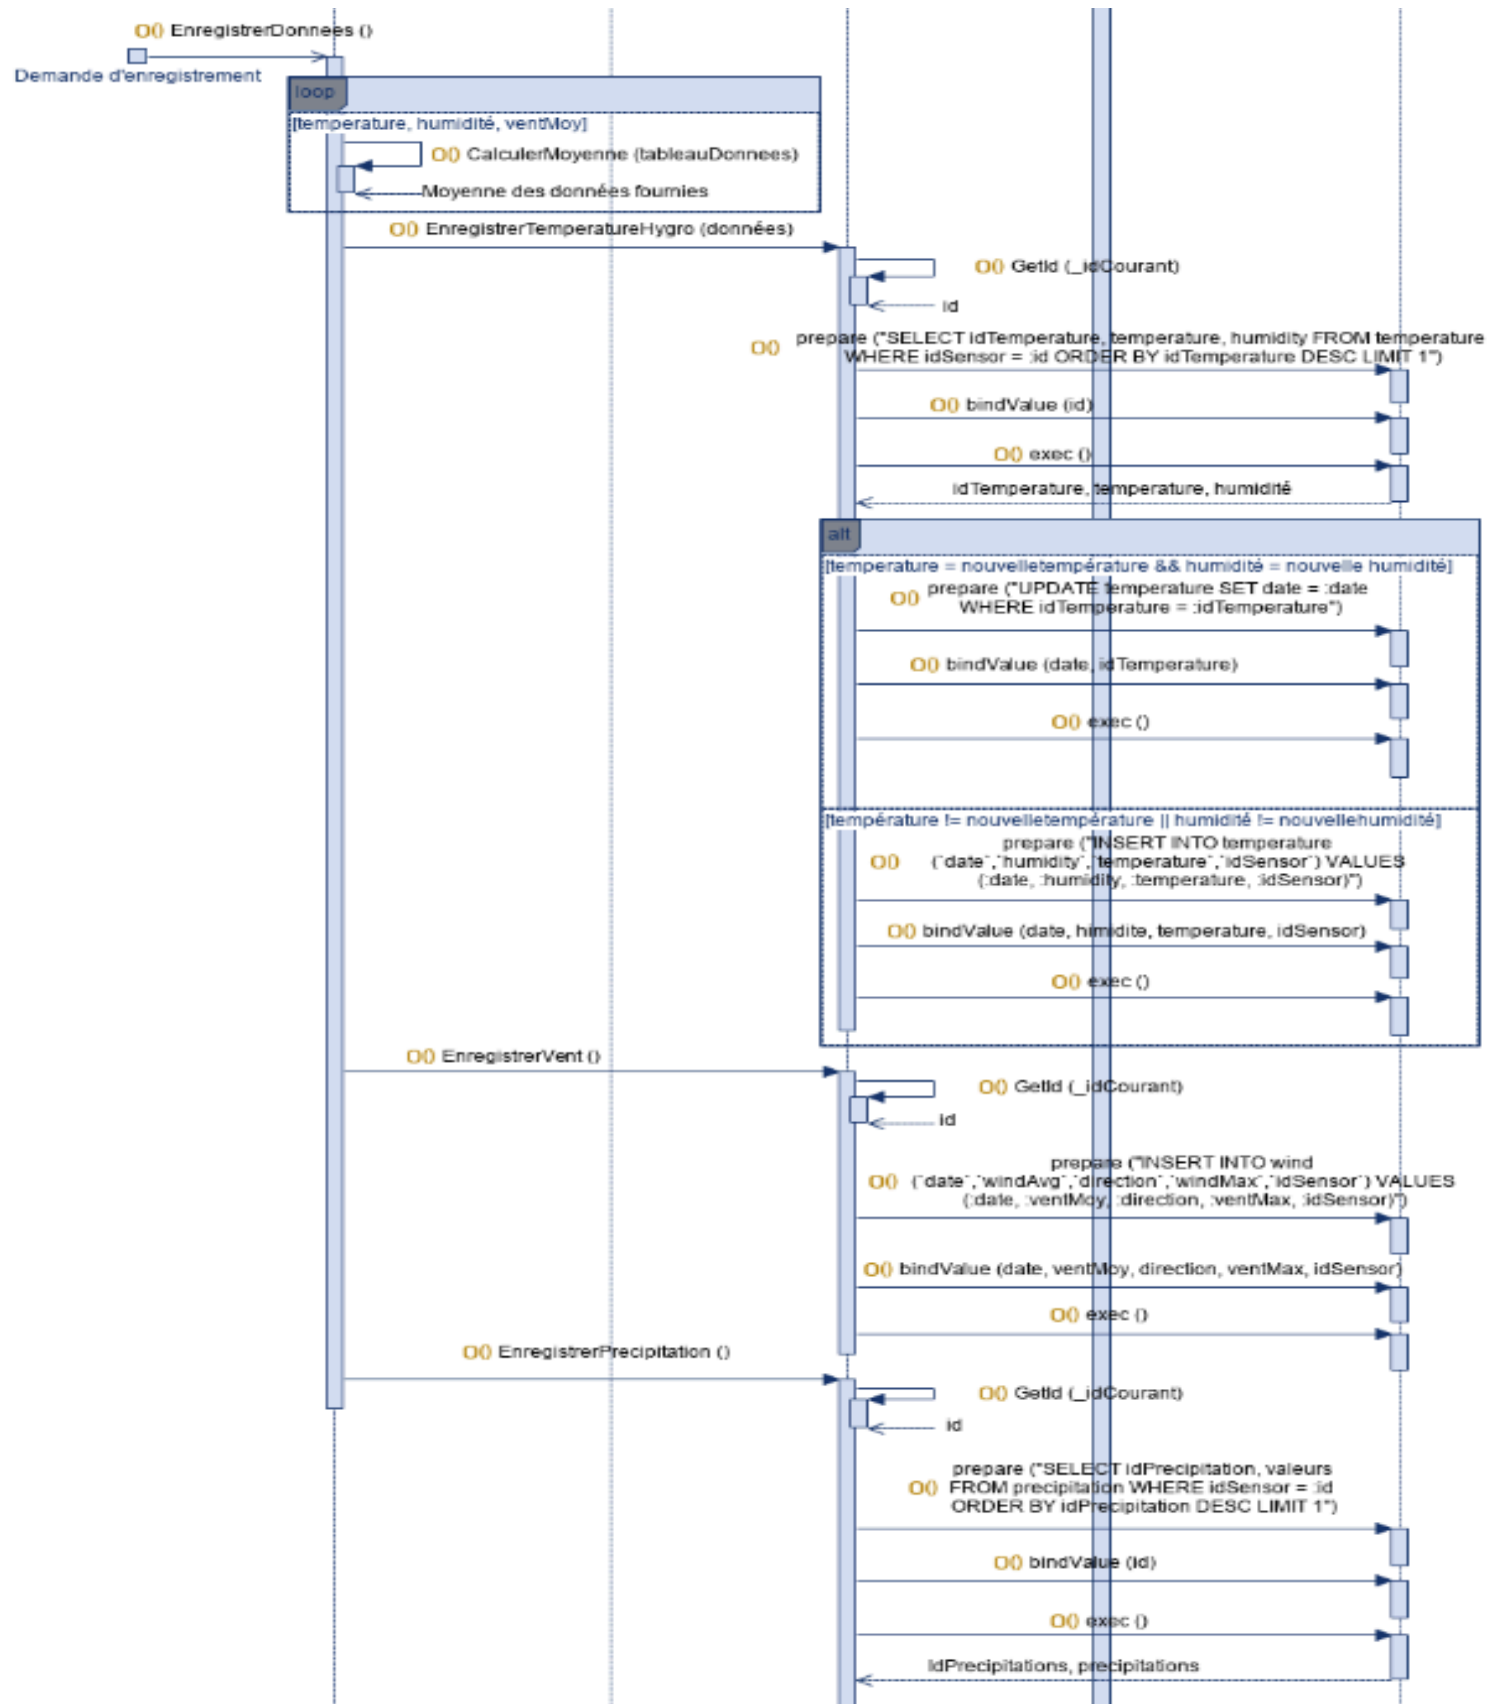 O() EnregistrerDonnees ()
Demande d'enregistrement
loop
[temperature, humidité, ventMoy]
O() CalculerMoyenne (tableauDonnees)
Moyenne des données fournies
O() EnregistrerTemperatureHygro (données)
O() GetId (_idCourant)
id
O() prepare ("SELECT idTemperature, temperature, humidity FROM temperature
WHERE idSensor = :id ORDER BY idTemperature DESC LIMIT 1")
O() bindValue (id)
O() exec ()
idTemperature, temperature, humidité
alt
[temperature = nouvelletempérature && humidité = nouvelle humidité]
O() prepare ("UPDATE temperature SET date = :date
WHERE idTemperature = :idTemperature")
O() bindValue (date, idTemperature)
O() exec ()
[température != nouvelletempérature || humidité != nouvellehumidité]
prepare ("INSERT INTO temperature
O() (`date`,`humidity`,`temperature`,`idSensor`) VALUES
(:date, :humidity, :temperature, :idSensor)")
O() bindValue (date, himidite, temperature, idSensor)
O() exec ()
O() EnregistrerVent ()
O() GetId (_idCourant)
id
prepare ("INSERT INTO wind
O() (`date`,`windAvg`,`direction`,`windMax`,`idSensor`) VALUES
(:date, :ventMoy, :direction, :ventMax, :idSensor)")
O() bindValue (date, ventMoy, direction, ventMax, idSensor)
O() exec ()
O() EnregistrerPrecipitation ()
O() GetId (_idCourant)
id
prepare ("SELECT idPrecipitation, valeurs
O() FROM precipitation WHERE idSensor = :id
ORDER BY idPrecipitation DESC LIMIT 1")
O() bindValue (id)
O() exec ()
IdPrecipitations, precipitations